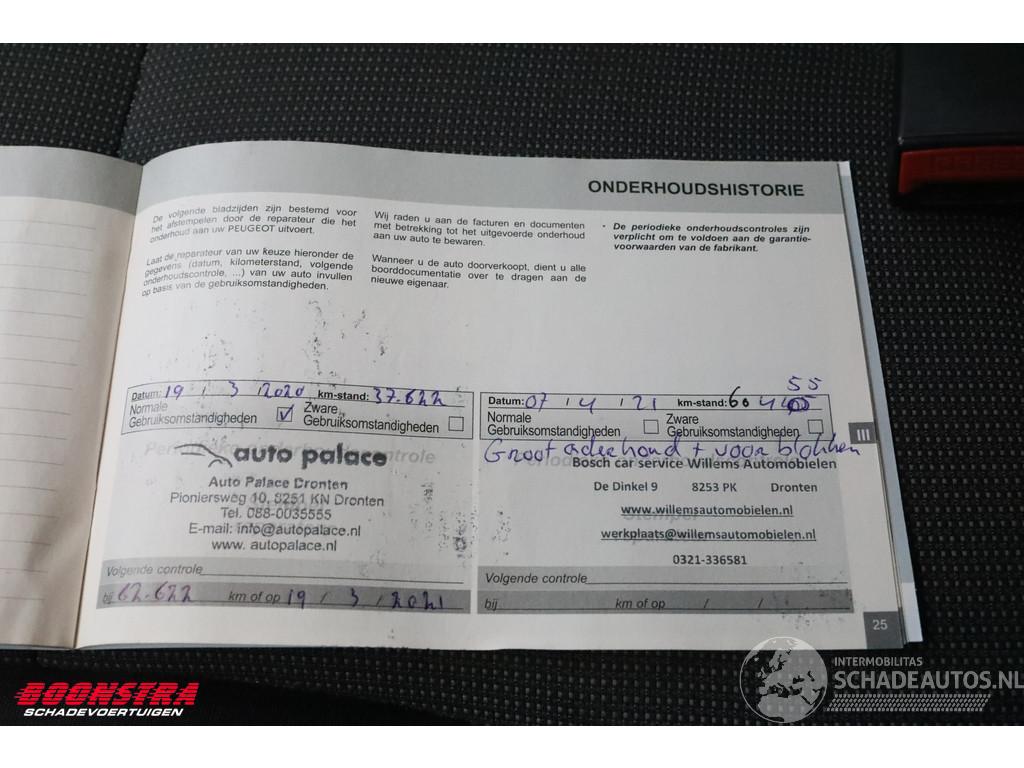 ONDERHOUDSHISTORIE
De volgende bladzijden zijn bestemd voor
het afstempelen door de reparateur die het
onderhoud aan uw PEUGEOT uitvoert.
Laat de reparateur van uw keuze hieronder de
gegevens (datum, kilometerstand, volgende
onderhoudscontrole, ...) van uw auto invullen
op basis van de gebruiksomstandigheden.
Wij raden u aan de facturen en documenten
met betrekking tot het uitgevoerde onderhoud
aan uw auto te bewaren.
Wanneer u de auto doorverkoopt, dient u alle
boorddocumentatie over te dragen aan de
nieuwe eigenaar.
• De periodieke onderhoudscontroles zijn
verplicht om te voldoen aan de garantie-
voorwaarden van de fabrikant.
Datum: 19 / 3 / 2020 km-stand: 37.622
Normale Zware
Gebruiksomstandigheden Gebruiksomstandigheden
auto palace
Auto Palace Dronten
Pioniersweg 10, 8251 KN Dronten
Tel. 088-0035555
E-mail: info@autopalace.nl
www. autopalace.nl
Volgende controle
bij 62.622 km of op 19 / 3 / 2021
55
Datum: 07 / 4 / 21 km-stand: 60
Normale Zware
Gebruiksomstandigheden Gebruiksomstandigheden
Groot + voor blokken
Bosch car service Willems Automobielen
De Dinkel 9 8253 PK Dronten
www.willemsautomobielen.nl
werkplaats@willemsautomobielen.nl
0321-336581
Volgende controle
bij km of op / /
III
25
BOONSTRA
SCHADEVOERTUIGEN
INTERMOBILITAS
SCHADEAUTOS.NL